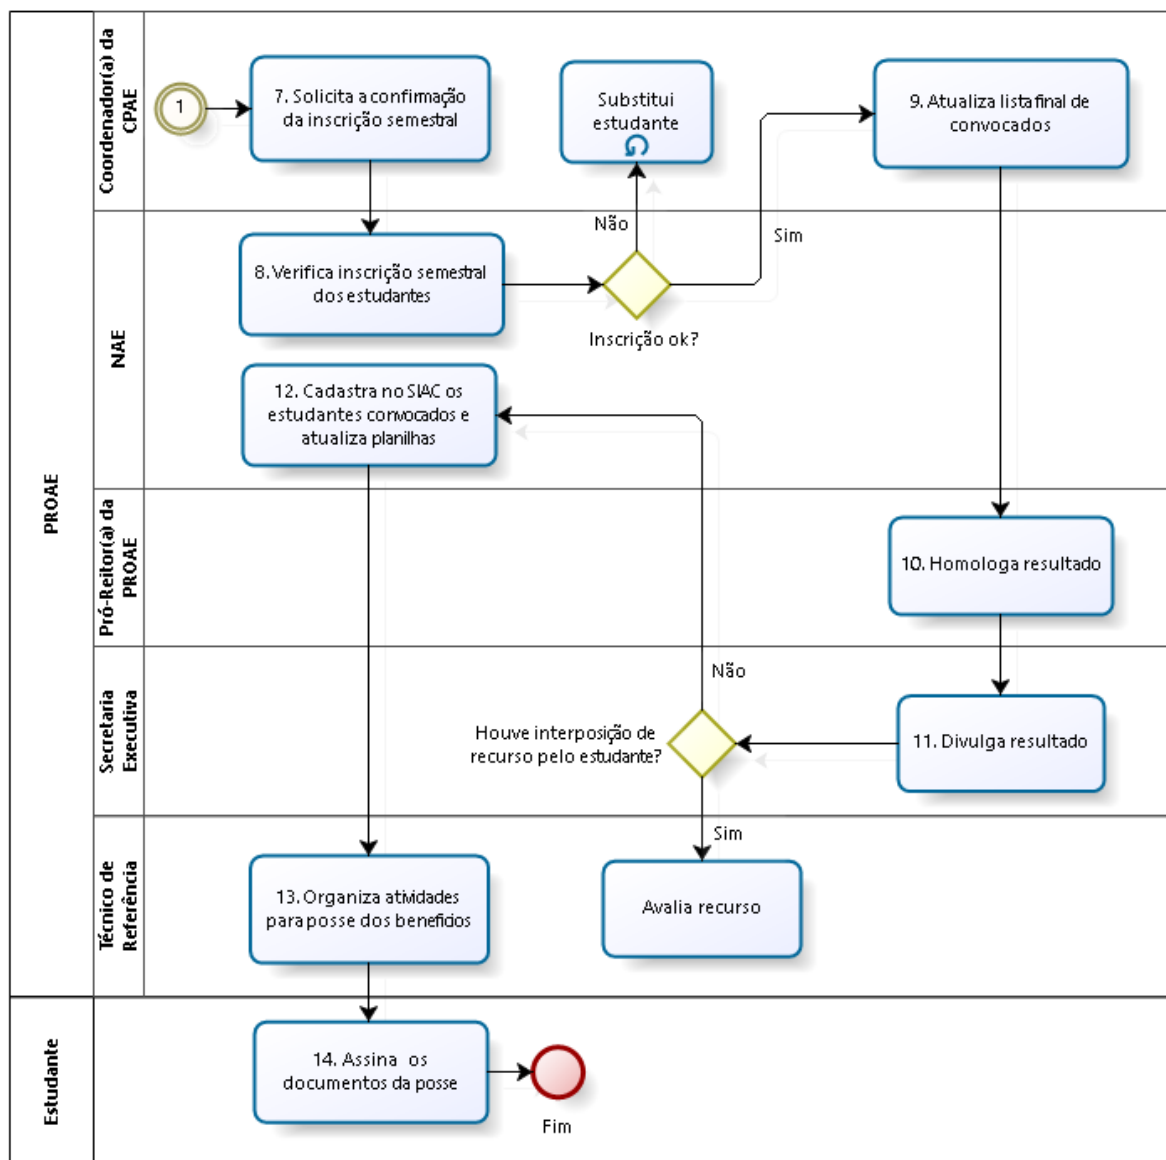 PROAE
Coordenador(a) da
CPAE
1
7. Solicita a confirmação
da inscrição semestral
Substitui
estudante
9. Atualiza lista final de
convocados
NAE
Não
Sim
8. Verifica inscrição semestral
dos estudantes
Inscrição ok?
12. Cadastra no SIAC os
estudantes convocados e
atualiza planilhas
Pró-Reitor(a) da
PROAE
10. Homologa resultado
Secretaria
Executiva
Não
Houve interposição de
recurso pelo estudante?
11. Divulga resultado
Sim
Técnico de
Referência
13. Organiza atividades
para posse dos benefícios
Avalia recurso
Estudante
14. Assina os
documentos da posse
Fim